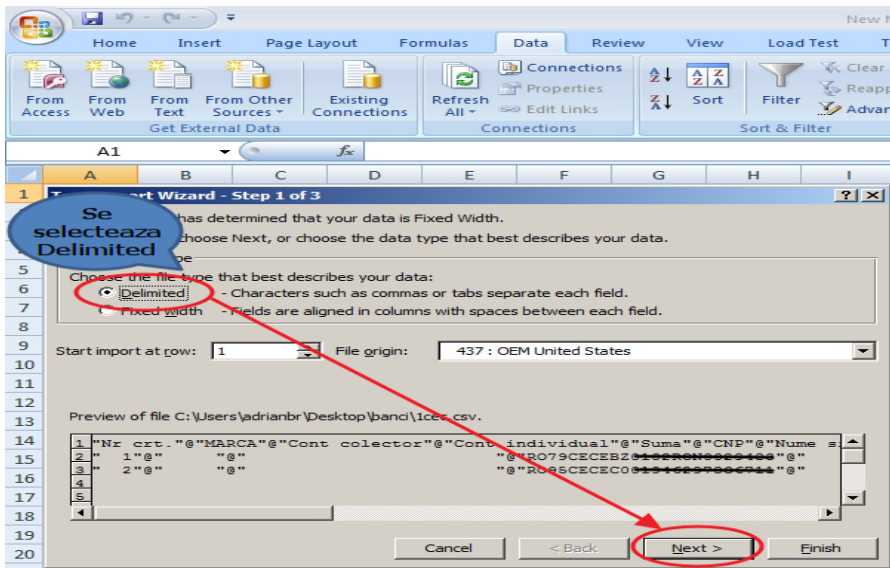 New
Home Insert Page Layout Formulas Data Review View Load Test
From Access
From Web
From Text
From Other Sources
Existing Connections
Get External Data
Refresh All
Connections
Properties
Edit Links
Connections
Sort
Filter
Clear
Sort & Filter
A1 fx
A B C D E F G H I
1 Wizard - Step 1 of 3
Se selecteaza Delimited
has determined that your data is Fixed Width.
choose Next, or choose the data type that best describes your data.
5
Choose the file type that best describes your data:
6 Delimited - Characters such as commas or tabs separate each field.
7 Fixed width - Fields are aligned in columns with spaces between each field.
8
9 Start import at row: 1 File origin: 437 : OEM United States
10
11
12
13 Preview of file C:\Users\adrianbr\Desktop\banci\1cec.csv.
14 1 "Nr crt."@"MARCA"@"Cont colector"@"Cont individual"@"Suma"@"CNP"@"Nume
15 2 " 1"@" "@" "@"RO79CECEBZ "@"
16 3 " 2"@" "@" "@"RO95CECEC00 "@"
4
17 5
18
19
20 Cancel < Back Next > Finish